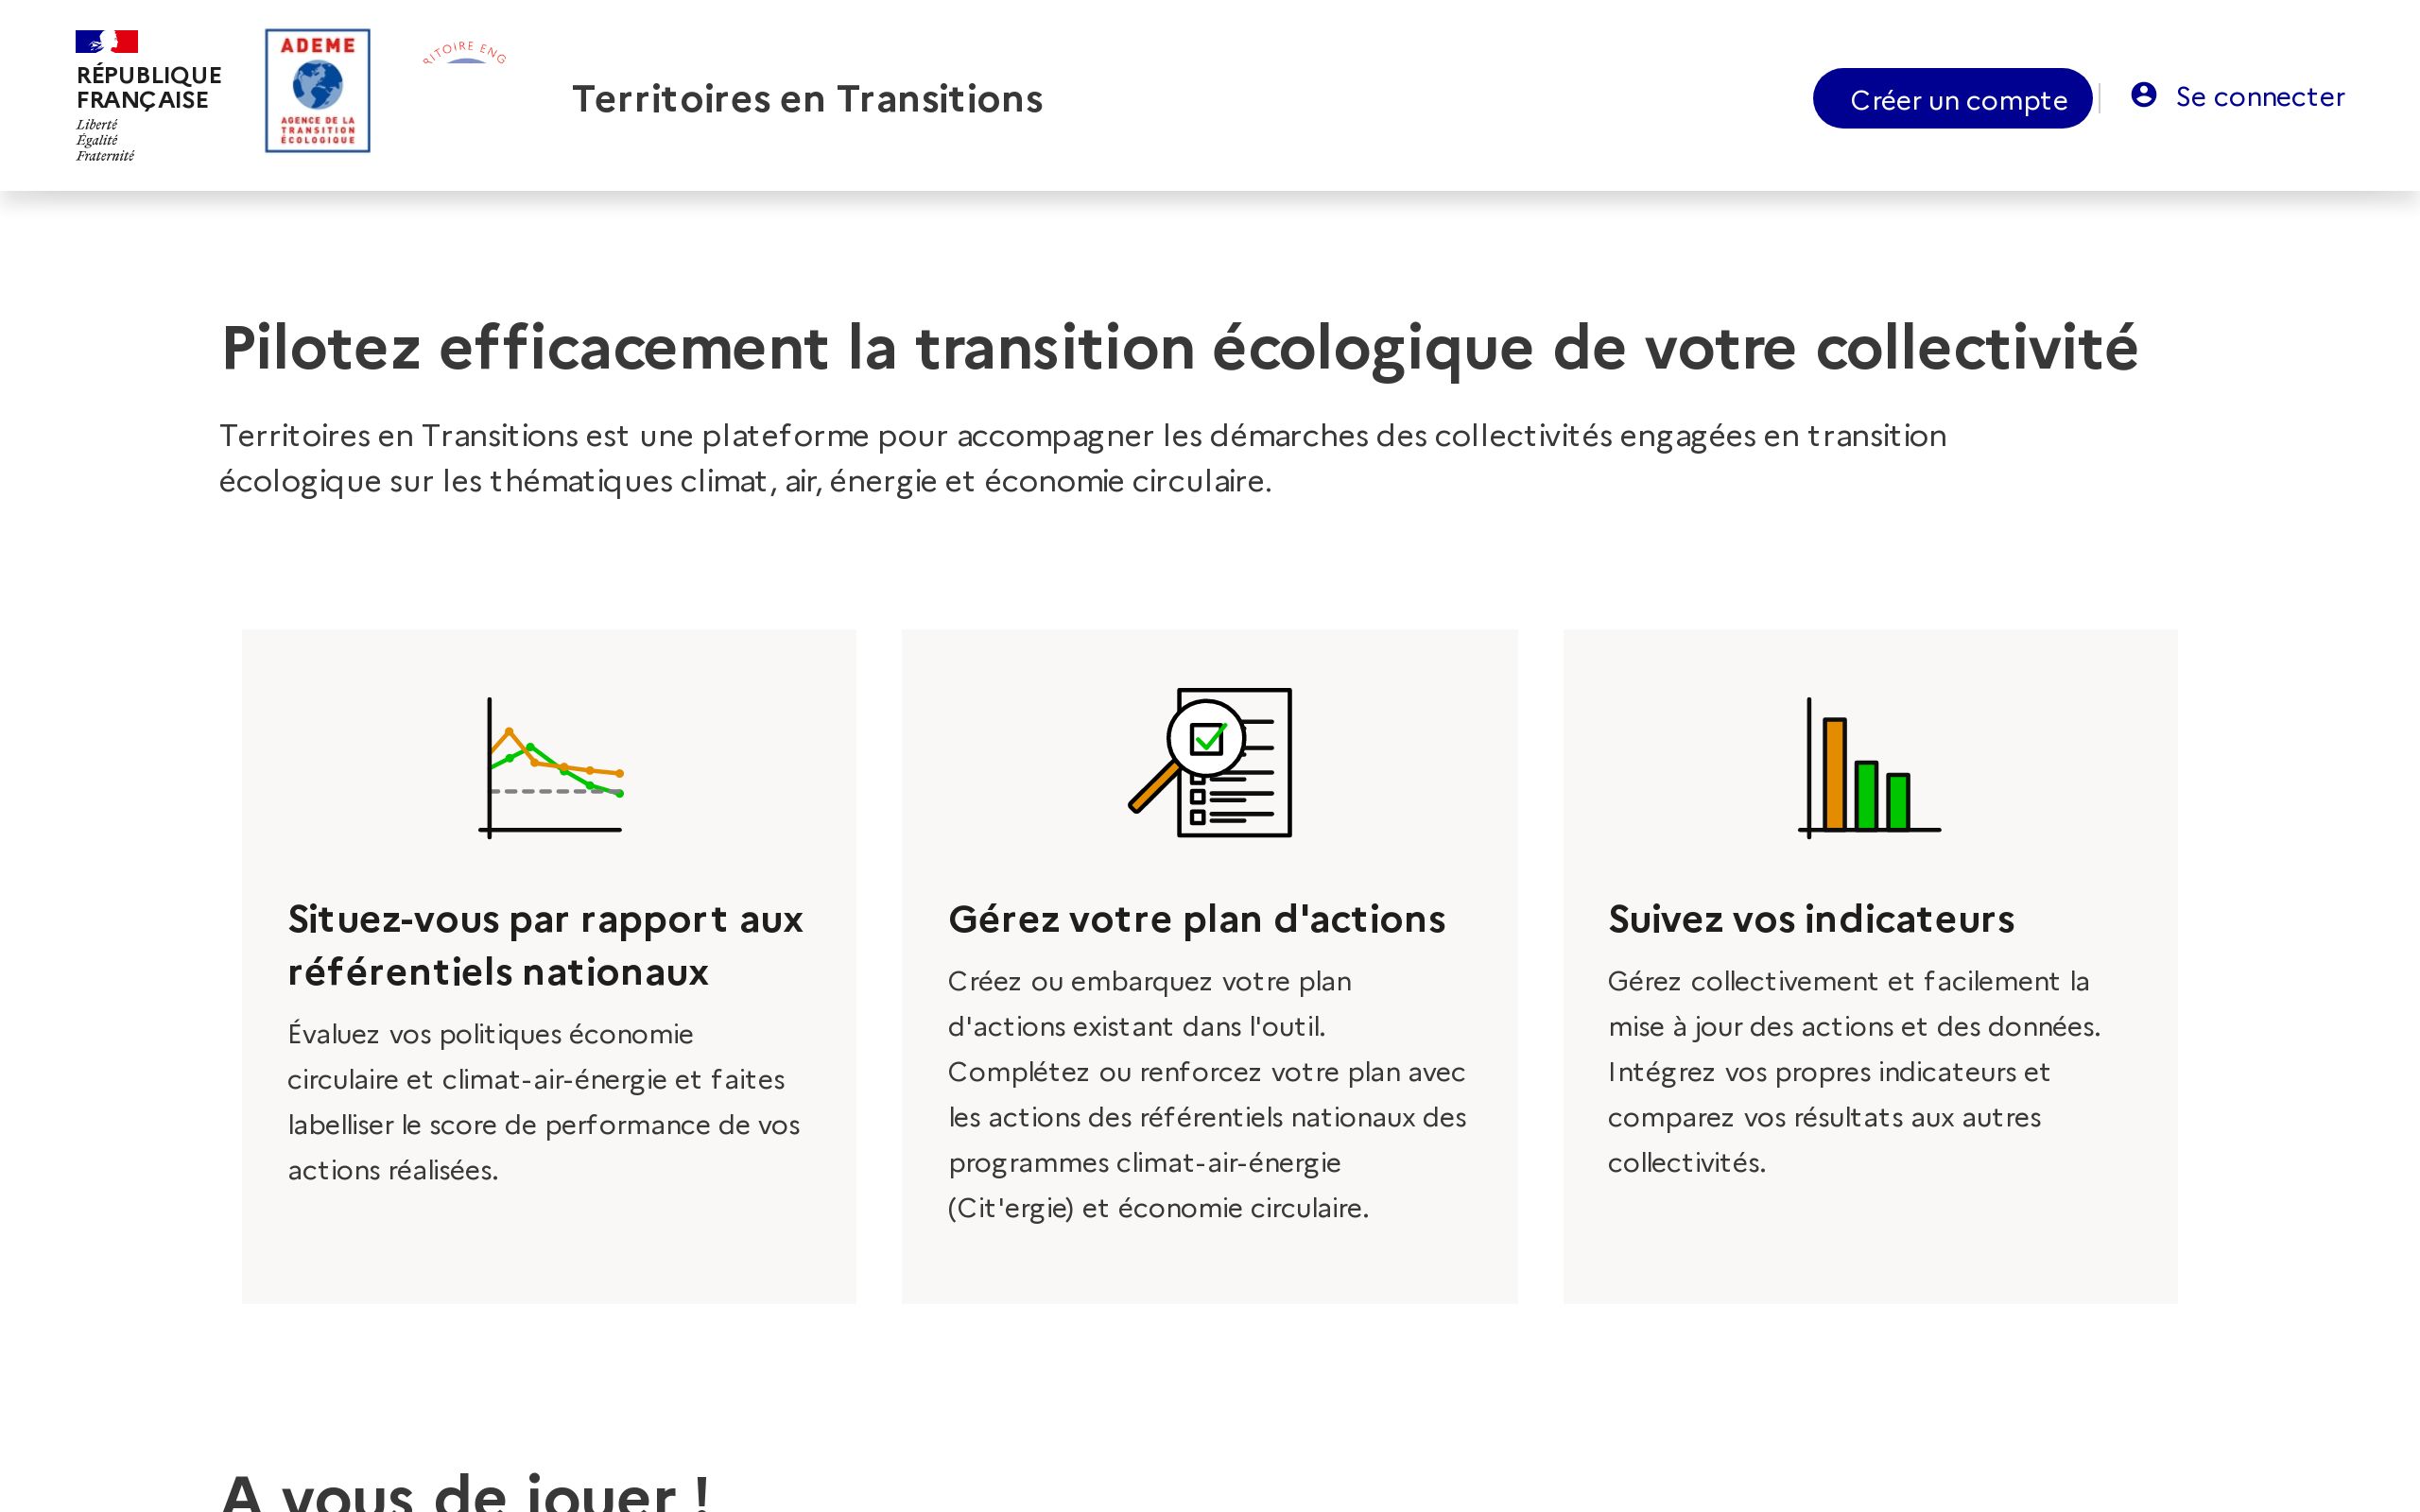 RÉPUBLIQUE
FRANÇAISE
Liberté
Égalité
Fraternité
ADEME
AGENCE DE LA
TRANSITION
ÉCOLOGIQUE
Territoires en Transitions
Créer un compte
Se connecter
Pilotez efficacement la transition écologique de votre collectivité
Territoires en Transitions est une plateforme pour accompagner les démarches des collectivités engagées en transition
écologique sur les thématiques climat, air, énergie et économie circulaire.
Situez-vous par rapport aux
référentiels nationaux
Évaluez vos politiques économie
circulaire et climat-air-énergie et faites
labelliser le score de performance de vos
actions réalisées.
Gérez votre plan d'actions
Créez ou embarquez votre plan
d'actions existant dans l'outil.
Complétez ou renforcez votre plan avec
les actions des référentiels nationaux des
programmes climat-air-énergie
(Cit'ergie) et économie circulaire.
Suivez vos indicateurs
Gérez collectivement et facilement la
mise à jour des actions et des données.
Intégrez vos propres indicateurs et
comparez vos résultats aux autres
collectivités.
A vous de jouer !